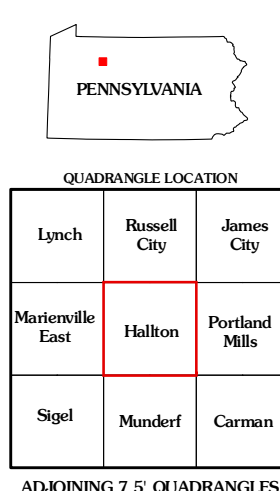 PENNSYLVANIA
QUADRANGLE LOCATION
Lynch
Russell
City
James
City
Marienville
East
Hallton
Portland
Mills
Sigel
Munderf
Carman
ADJOINING 7.5' QUADRANGLES